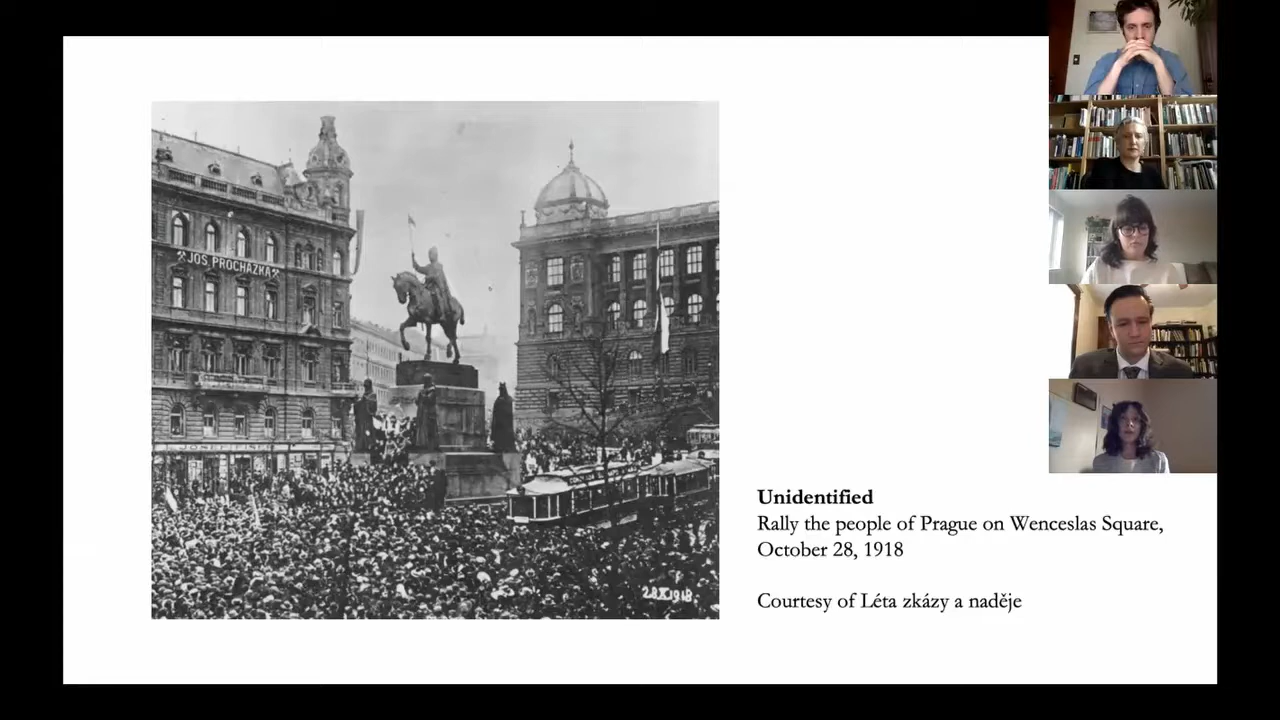 JOS. PROCHÁZKA
28.X.1918.
Unidentified
Rally the people of Prague on Wenceslas Square,
October 28, 1918
Courtesy of Léta zkázy a naděje